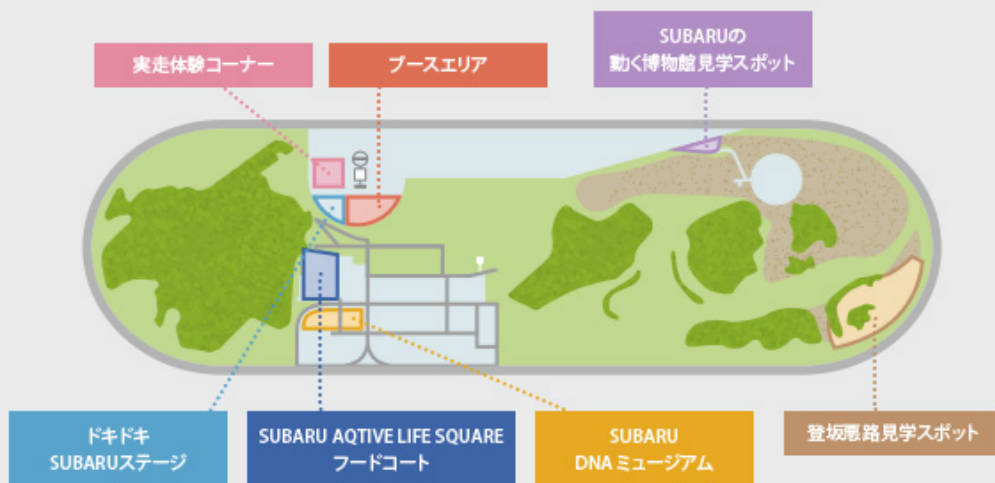 実走体験コーナー
ブースエリア
SUBARUの
動く博物館見学スポット
ドキドキ
SUBARUステージ
SUBARU AQTIVE LIFE SQUARE
フードコート
SUBARU
DNA ミュージアム
登坂悪路見学スポット